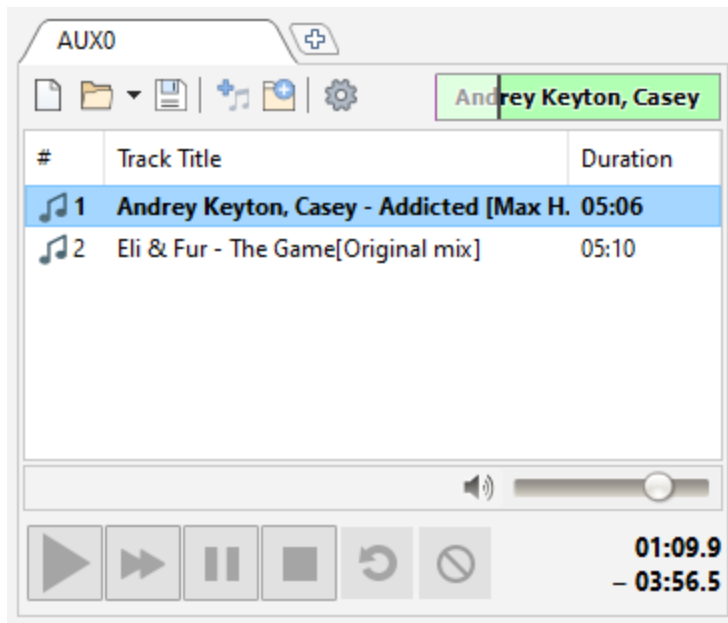 AUX0
Andrey Keyton, Casey
# Track Title Duration
1 Andrey Keyton, Casey - Addicted [Max H. 05:06
2 Eli & Fur - The Game[Original mix] 05:10
01:09.9
– 03:56.5